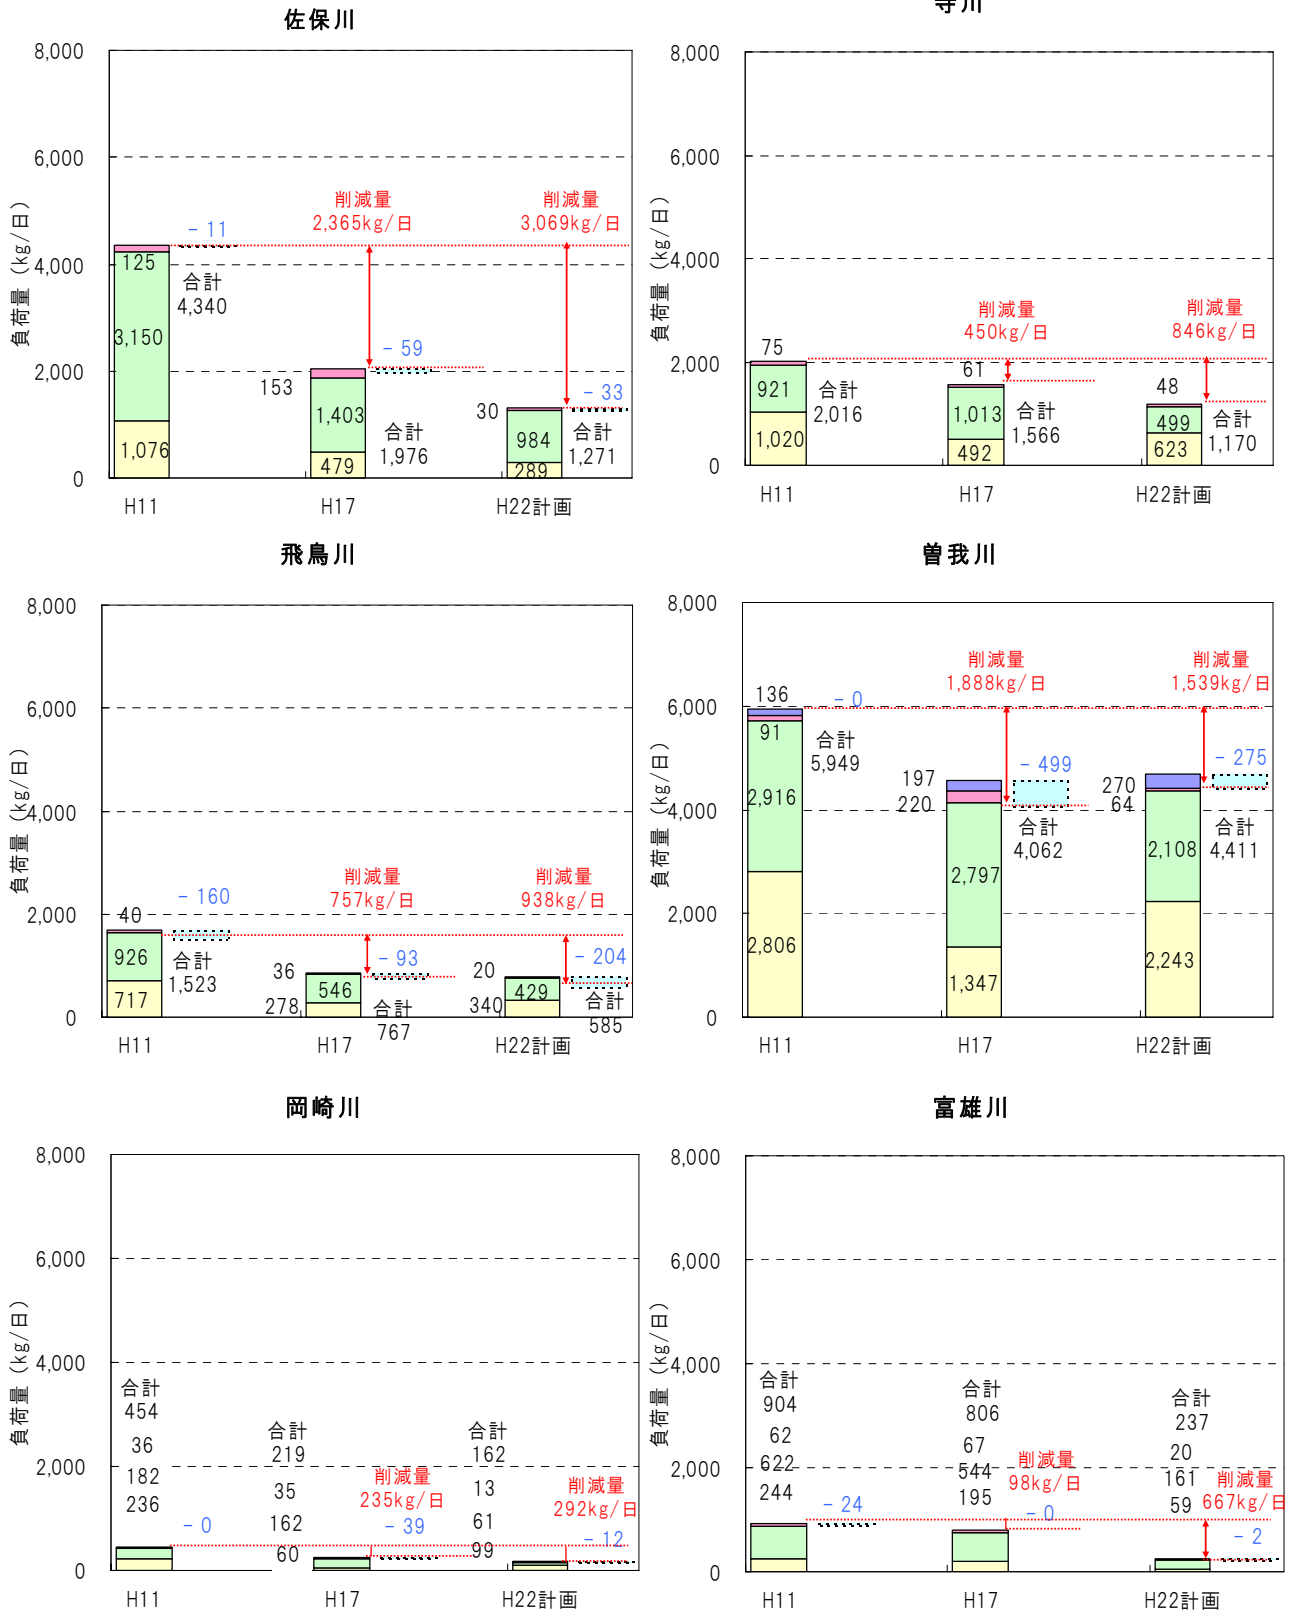 佐保川
負荷量 (kg/日)
8,000
6,000
4,000
2,000
0
－ 11
125
3,150
1,076
合計
4,340
削減量
2,365kg/日
－ 59
153
1,403
479
合計
1,976
削減量
3,069kg/日
－ 33
30
984
289
合計
1,271
H11
H17
H22計画
寺川
負荷量 (kg/日)
8,000
6,000
4,000
2,000
0
75
921
1,020
合計
2,016
削減量
450kg/日
61
1,013
492
合計
1,566
削減量
846kg/日
48
499
623
合計
1,170
H11
H17
H22計画
飛鳥川
負荷量 (kg/日)
8,000
6,000
4,000
2,000
0
－ 160
40
926
717
合計
1,523
削減量
757kg/日
－ 93
36
546
278
合計
767
削減量
938kg/日
－ 204
20
429
340
合計
585
H11
H17
H22計画
曽我川
負荷量 (kg/日)
8,000
6,000
4,000
2,000
0
136
－ 0
91
2,916
2,806
合計
5,949
削減量
1,888kg/日
－ 499
197
220
2,797
1,347
合計
4,062
削減量
1,539kg/日
－ 275
270
64
2,108
2,243
合計
4,411
H11
H17
H22計画
岡崎川
負荷量 (kg/日)
8,000
6,000
4,000
2,000
0
合計
454
36
182
236
－ 0
合計
219
35
162
60
削減量
235kg/日
－ 39
合計
162
13
61
99
削減量
292kg/日
－ 12
H11
H17
H22計画
富雄川
負荷量 (kg/日)
8,000
6,000
4,000
2,000
0
合計
904
62
622
244
－ 24
合計
806
67
544
195
削減量
98kg/日
－ 0
合計
237
20
161
59
削減量
667kg/日
－ 2
H11
H17
H22計画